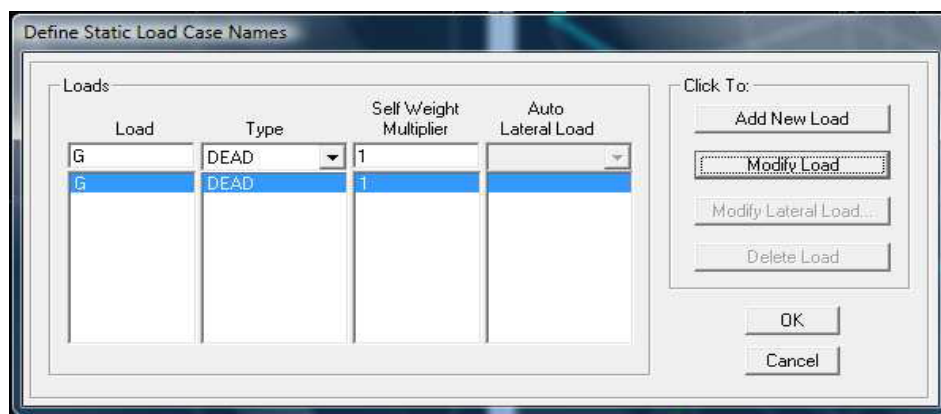 Define Static Load Case Names
Loads
Load Type Self Weight Multiplier Auto Lateral Load
G DEAD 1
G DEAD 1
Click To:
Add New Load
Modify Load
Modify Lateral Load...
Delete Load
OK
Cancel